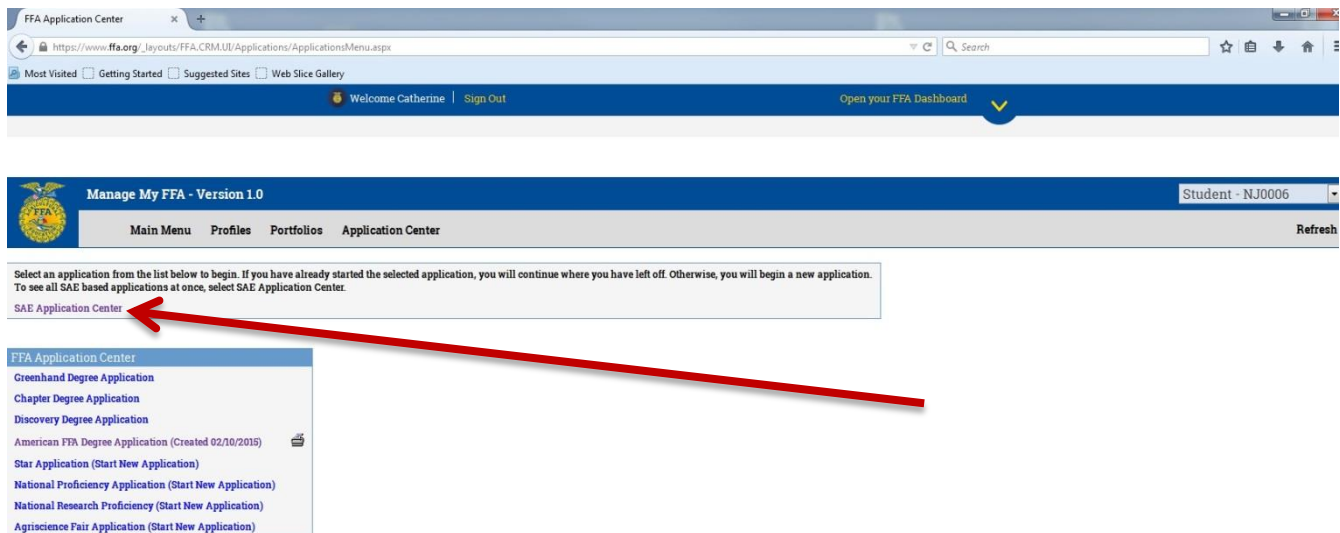 FFA Application Center
https://www.ffa.org/_layouts/FFA.CRM.UI/Applications/ApplicationsMenu.aspx
Search
Most Visited Getting Started Suggested Sites Web Slice Gallery
Welcome Catherine | Sign Out
Open your FFA Dashboard
FFA
Manage My FFA - Version 1.0
Student - NJ0006
Main Menu Profiles Portfolios Application Center
Refresh
Select an application from the list below to begin. If you have already started the selected application, you will continue where you have left off. Otherwise, you will begin a new application.
To see all SAE based applications at once, select SAE Application Center.
SAE Application Center
FFA Application Center
Greenhand Degree Application
Chapter Degree Application
Discovery Degree Application
American FFA Degree Application (Created 02/10/2015)
Star Application (Start New Application)
National Proficiency Application (Start New Application)
National Research Proficiency (Start New Application)
Agriscience Fair Application (Start New Application)